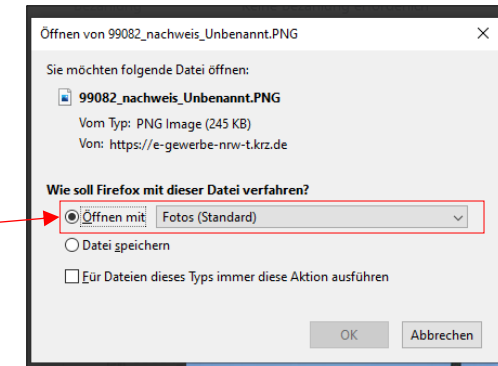 Öffnen von 99082_nachweis_Unbenannt.PNG
Sie möchten folgende Datei öffnen:
99082_nachweis_Unbenannt.PNG
Vom Typ: PNG Image (245 KB)
Von: https://e-gewerbe-nrw-t.krz.de
Wie soll Firefox mit dieser Datei verfahren?
Öffnen mit Fotos (Standard)
Datei speichern
Für Dateien dieses Typs immer diese Aktion ausführen
OK Abbrechen